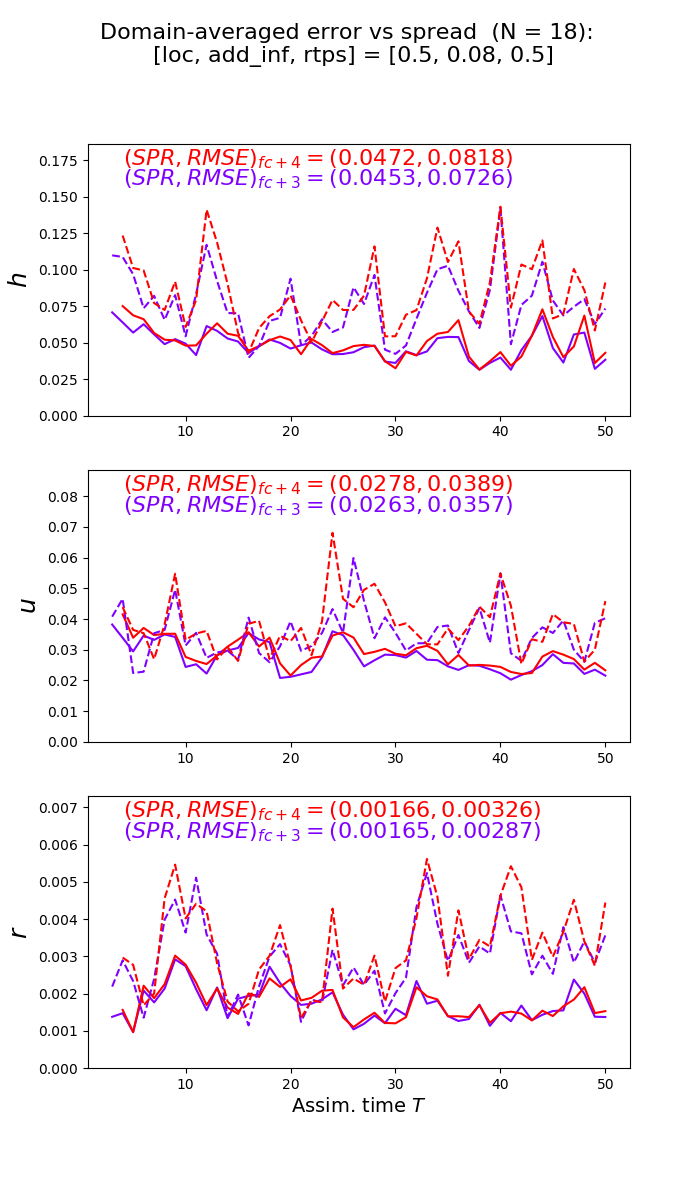 Domain-averaged error vs spread (N = 18):
[loc, add_inf, rtps] = [0.5, 0.08, 0.5]
(SPR, RMSE)fc+4 = (0.0472, 0.0818)
(SPR, RMSE)fc+3 = (0.0453, 0.0726)
0.175
0.150
0.125
0.100
0.075
0.050
0.025
0.000
h
10 20 30 40 50
(SPR, RMSE)fc+4 = (0.0278, 0.0389)
(SPR, RMSE)fc+3 = (0.0263, 0.0357)
0.08
0.07
0.06
0.05
0.04
0.03
0.02
0.01
0.00
u
10 20 30 40 50
(SPR, RMSE)fc+4 = (0.00166, 0.00326)
(SPR, RMSE)fc+3 = (0.00165, 0.00287)
0.007
0.006
0.005
0.004
0.003
0.002
0.001
0.000
r
10 20 30 40 50
Assim. time T